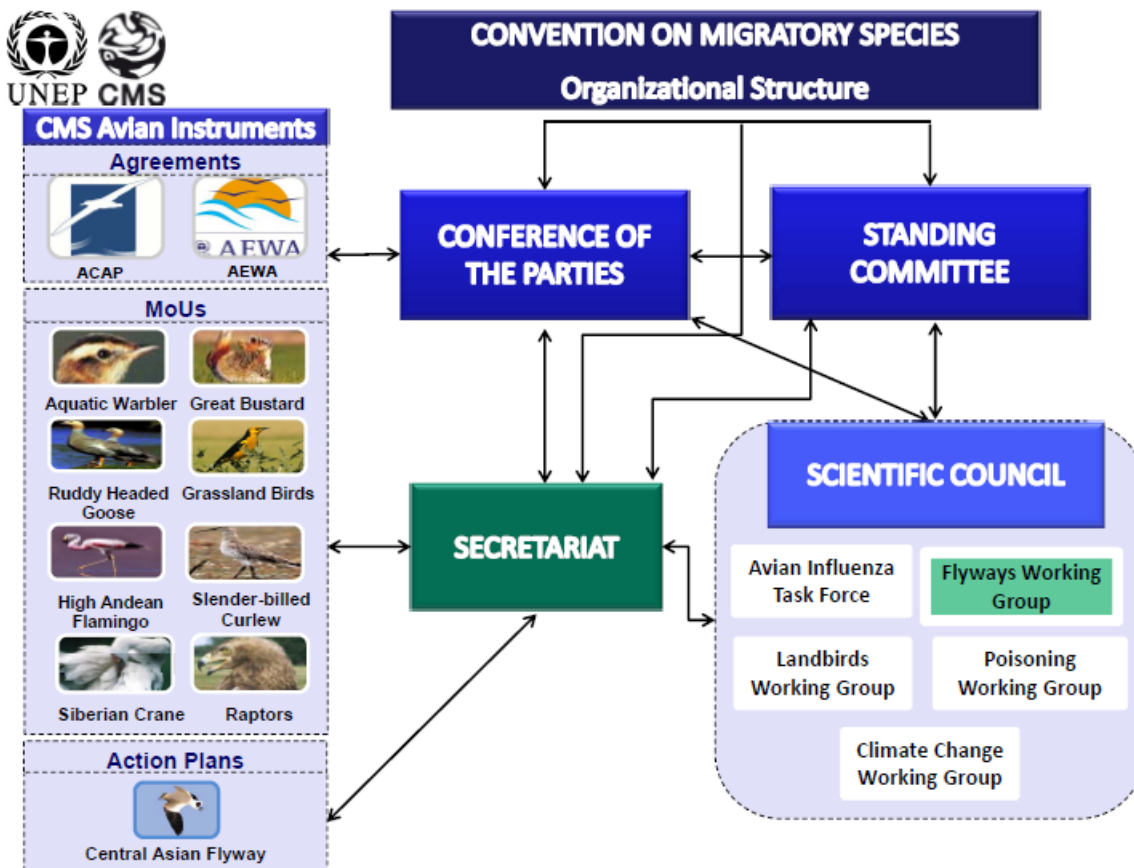 UNEP CMS
CONVENTION ON MIGRATORY SPECIES
Organizational Structure
CMS Avian Instruments
Agreements
AEWA
ACAP
AEWA
MoUs
Aquatic Warbler
Great Bustard
Ruddy Headed
Goose
Grassland Birds
High Andean
Flamingo
Slender-billed
Curlew
Siberian Crane
Raptors
Action Plans
Central Asian Flyway
CONFERENCE OF
THE PARTIES
STANDING
COMMITTEE
SECRETARIAT
SCIENTIFIC COUNCIL
Avian Influenza
Task Force
Flyways Working
Group
Landbirds
Working Group
Poisoning
Working Group
Climate Change
Working Group